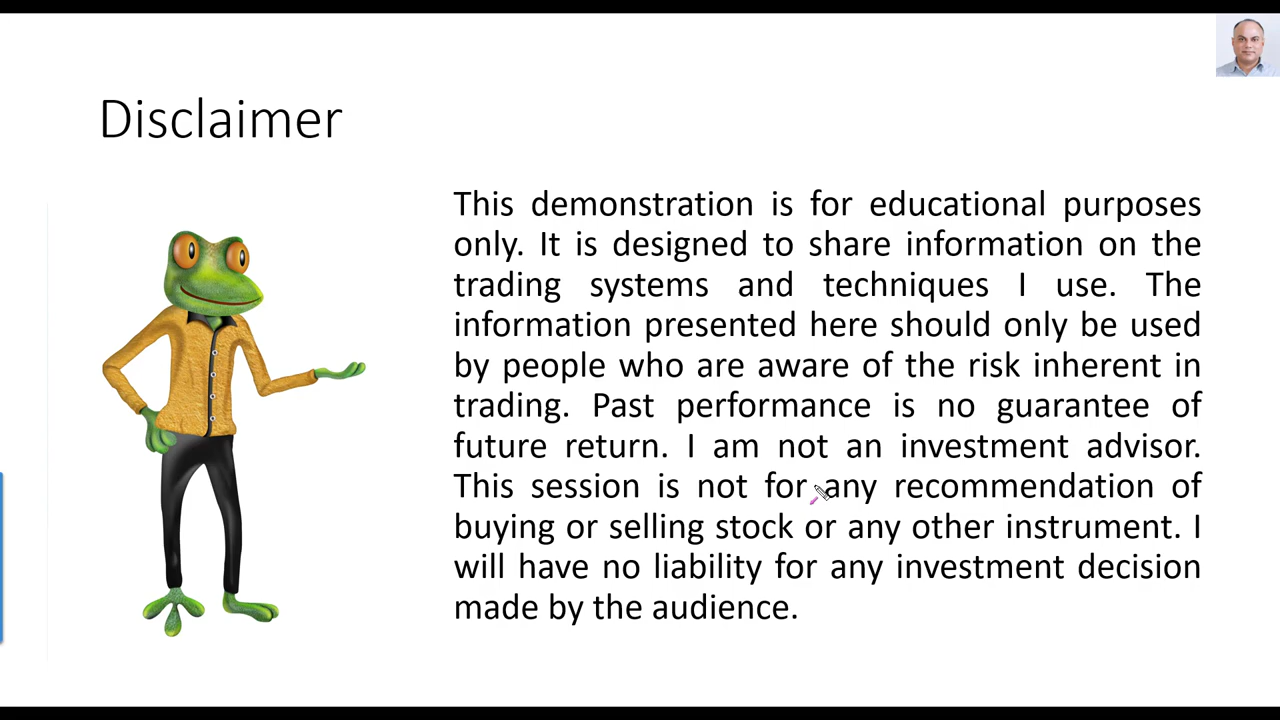 Disclaimer
This demonstration is for educational purposes
only. It is designed to share information on the
trading systems and techniques I use. The
information presented here should only be used
by people who are aware of the risk inherent in
trading. Past performance is no guarantee of
future return. I am not an investment advisor.
This session is not for any recommendation of
buying or selling stock or any other instrument. I
will have no liability for any investment decision
made by the audience.